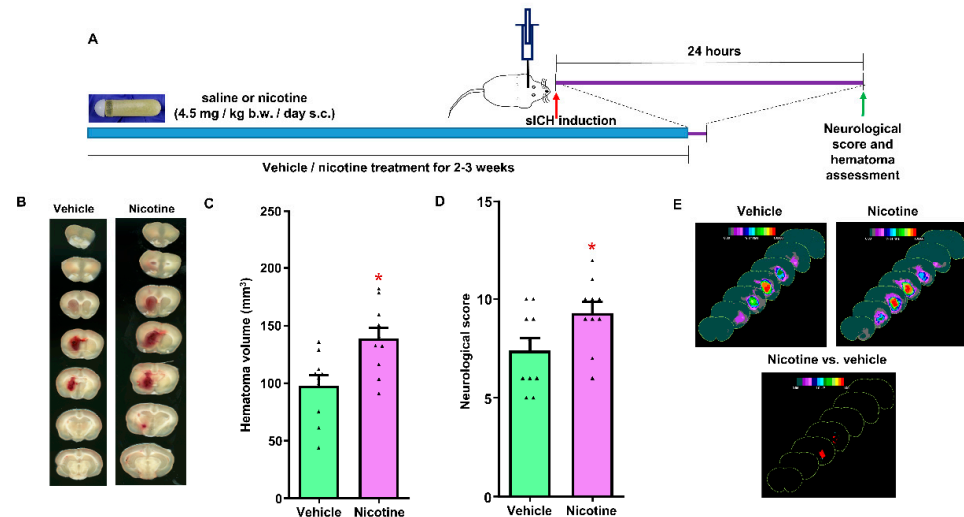 A
24 hours
saline or nicotine
(4.5 mg / kg b.w. / day s.c.)
sICH induction
Vehicle / nicotine treatment for 2-3 weeks
Neurological
score and
hematoma
assessment
B
Vehicle
Nicotine
C
Hematoma volume (mm³)
250
200
150
100
50
0
*
Vehicle
Nicotine
D
Neurological score
15
10
5
0
*
Vehicle
Nicotine
E
Vehicle
Nicotine
Nicotine vs. vehicle